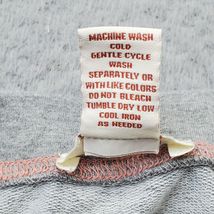 MACHINE WASH
COLD
GENTLE CYCLE
WASH
SEPARATELY OR
WITH LIKE COLORS
DO NOT BLEACH
TUMBLE DRY LOW
COOL IRON
AS NEEDED